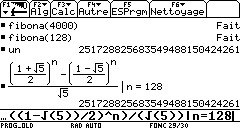 F1 F2 F3 F4 F5 F6
Alg Calc Autre ESPrgm Nettoyage
■ fibona(4000) Fait
■ fibona(128) Fait
■ un 251728825683549488150424261
■ ((1+√5)/2)^n - ((1-√5)/2)^n / √5 | n = 128
251728825683549488150424261
…((1-√(5))/2)^n)/(√(5))|n=128|
PROG_OLD RAD AUTO FONC 29/30